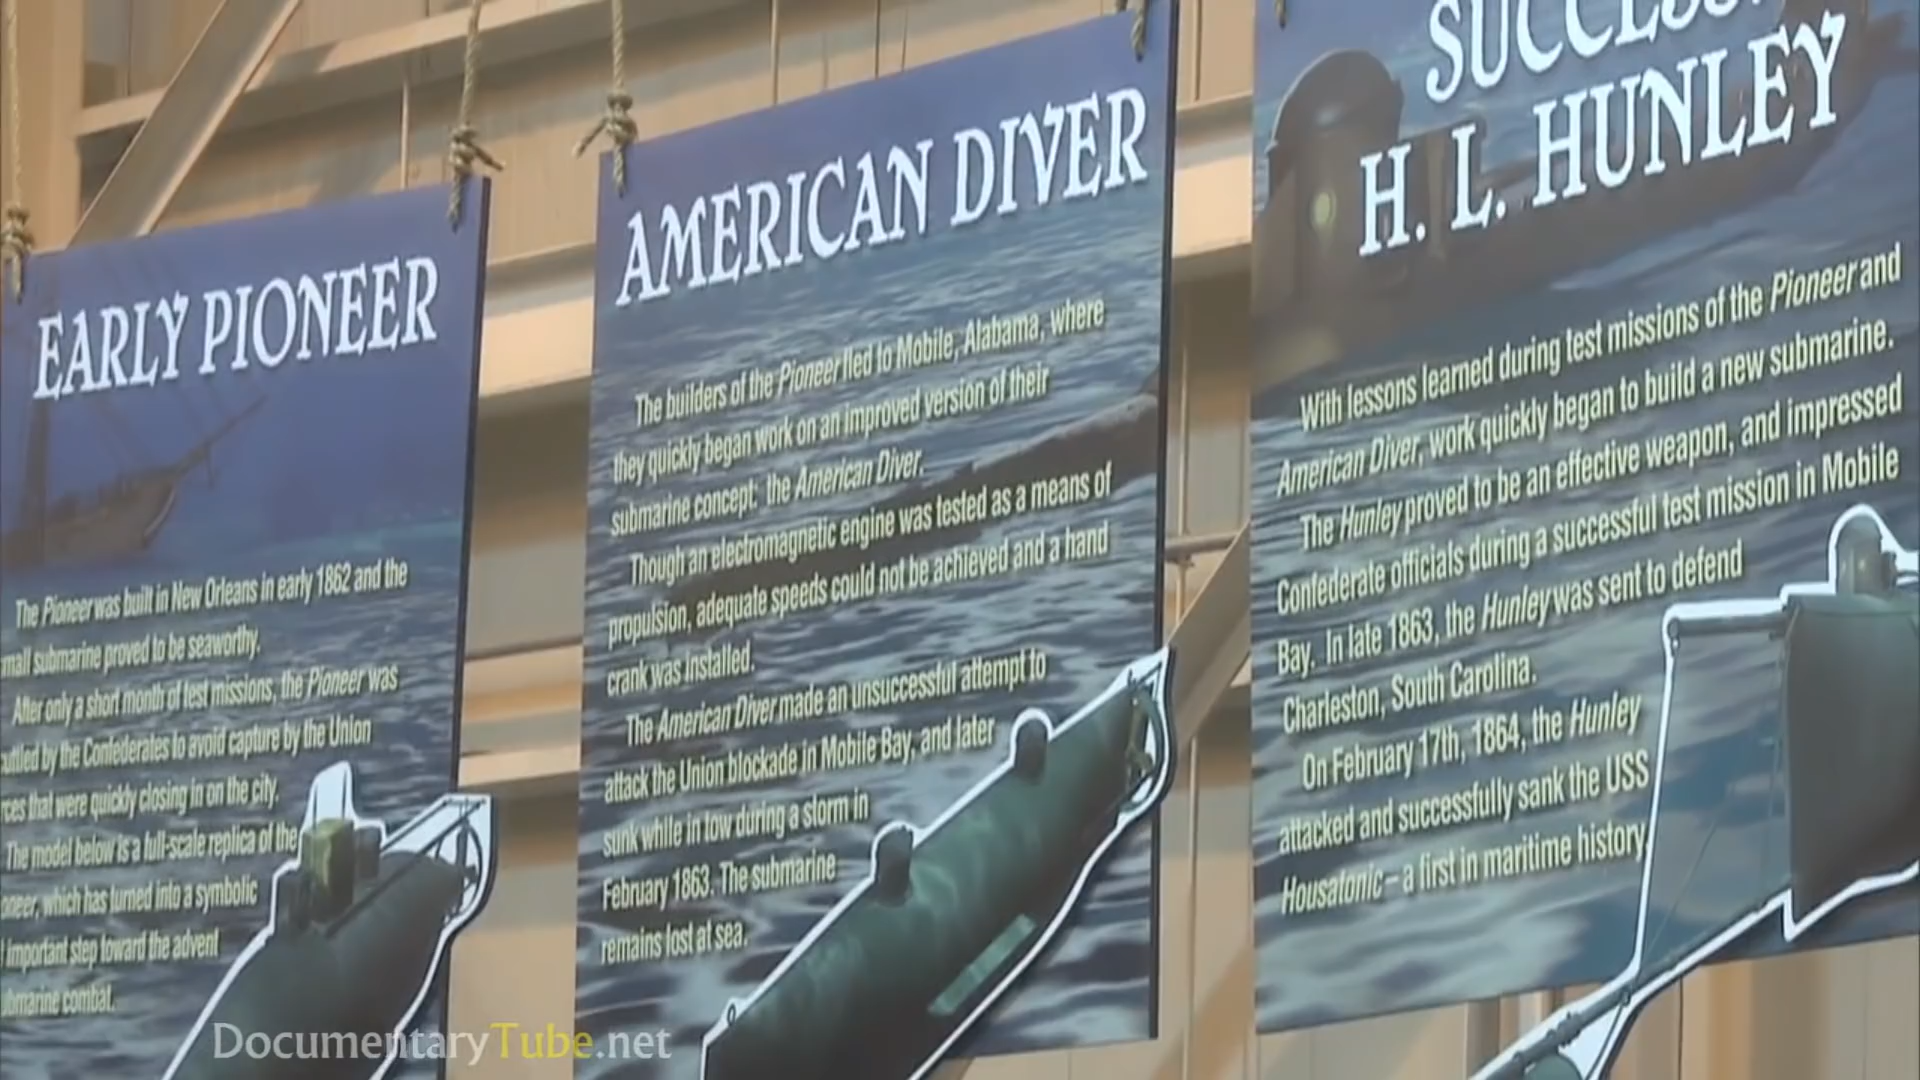 EARLY PIONEER
The Pioneer was built in New Orleans in early 1862 and the
mall submarine proved to be seaworthy.
After only a short month of test missions, the Pioneer was
uttled by the Confederates to avoid capture by the Union
rces that were quickly closing in on the city.
The model below is a full-scale replica of the
oneer, which has turned into a symbolic
important step toward the advent
ubmarine combat.
AMERICAN DIVER
The builders of the Pioneer fled to Mobile, Alabama, where
they quickly began work on an improved version of their
submarine concept: the American Diver.
Though an electromagnetic engine was tested as a means of
propulsion, adequate speeds could not be achieved and a hand
crank was installed.
The American Diver made an unsuccessful attempt to
attack the Union blockade in Mobile Bay, and later
sunk while in tow during a storm in
February 1863. The submarine
remains lost at sea.
H. L. HUNLEY
With lessons learned during test missions of the Pioneer and
American Diver, work quickly began to build a new submarine.
The Hunley proved to be an effective weapon, and impressed
Confederate officials during a successful test mission in Mobile
Bay. In late 1863, the Hunley was sent to defend
Charleston, South Carolina.
On February 17th, 1864, the Hunley
attacked and successfully sank the USS
Housatonic – a first in maritime history.
DocumentaryTube.net